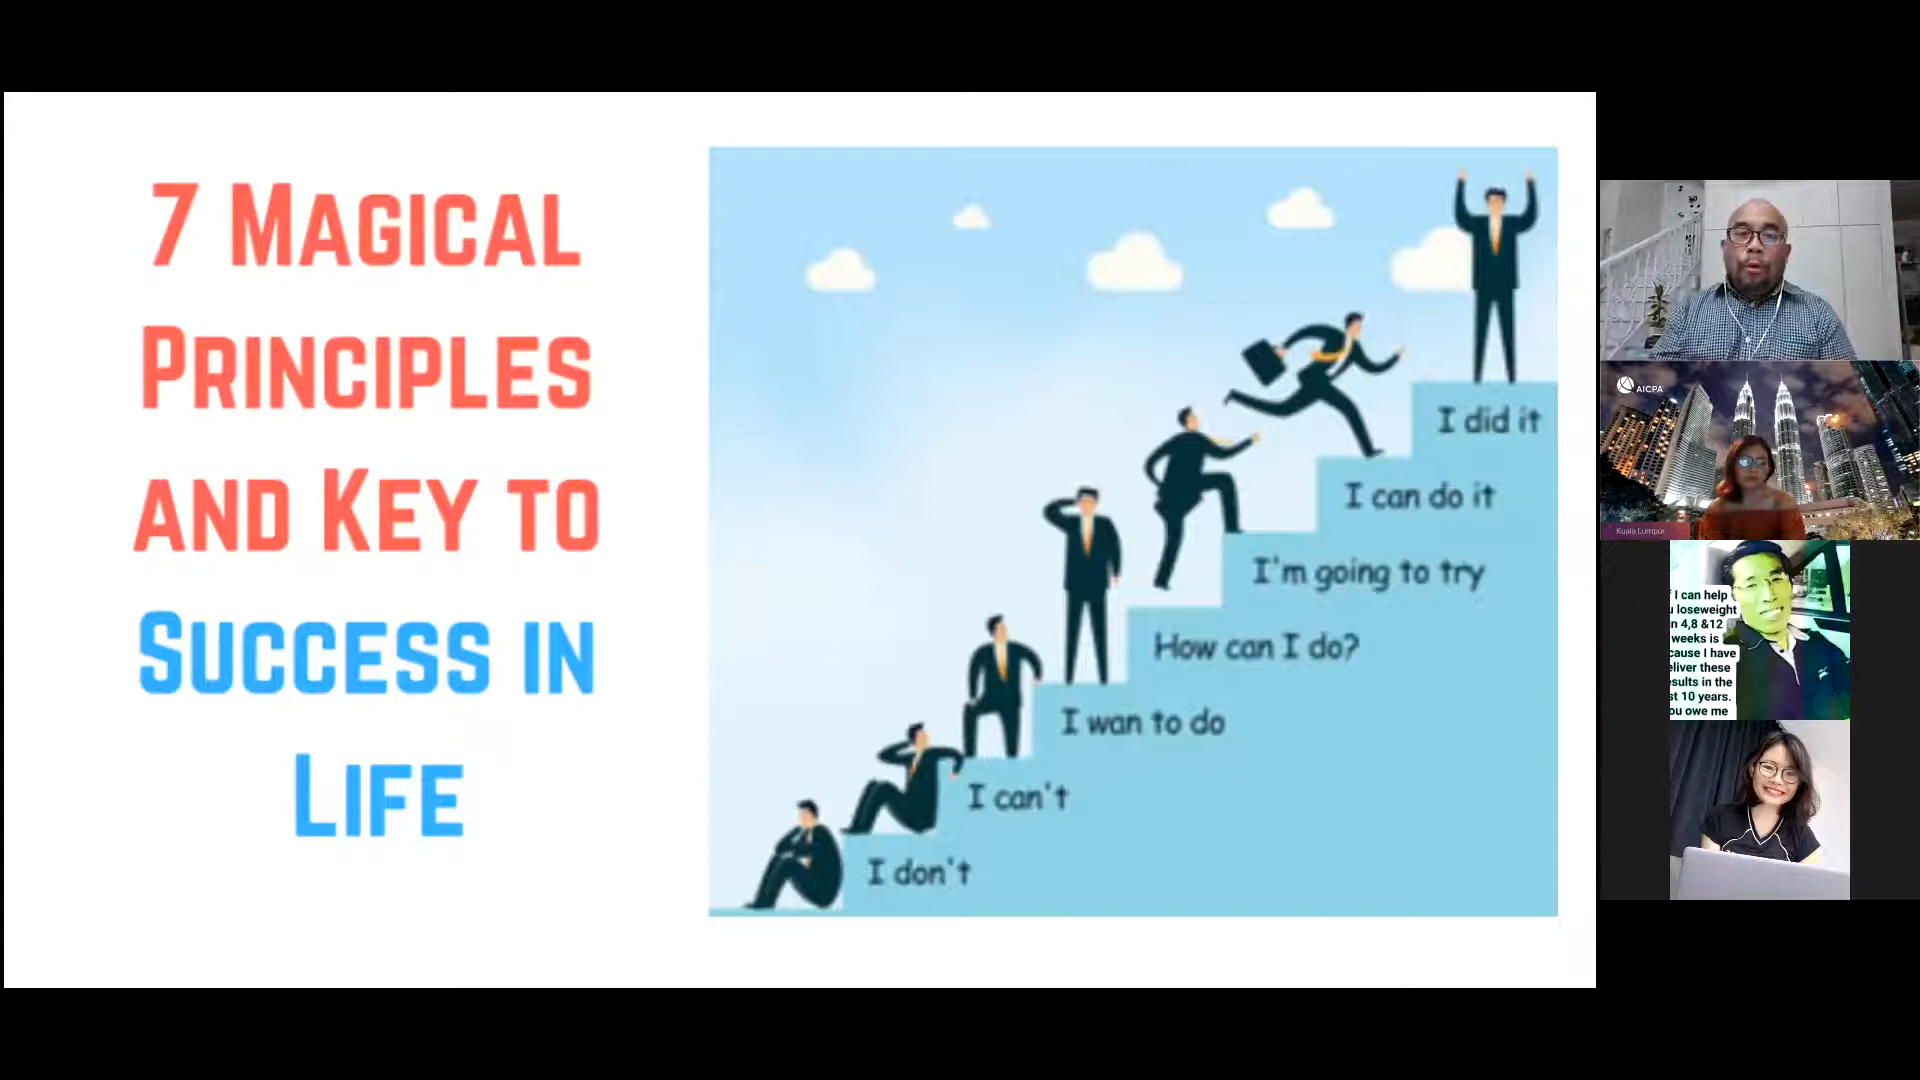 7 MAGICAL
PRINCIPLES
AND KEY TO
SUCCESS IN
LIFE
I did it
I can do it
I'm going to try
How can I do?
I wan to do
I can't
I don't
AICPA
Kuala Lumpur
I can help
loseweight
n 4,8 &12
weeks is
cause I have
eliver these
esults in the
st 10 years.
ou owe me